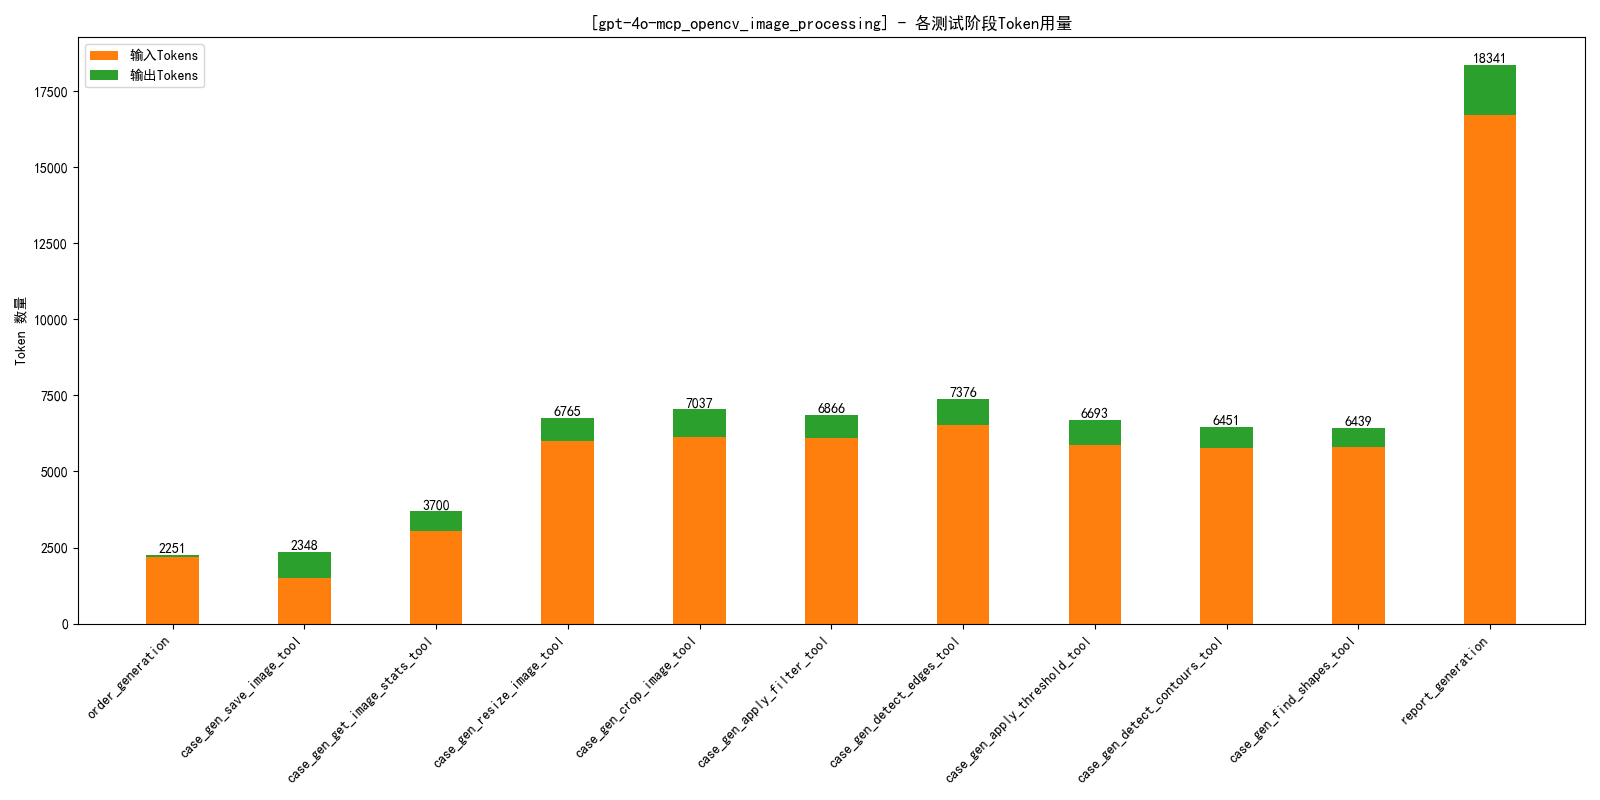 [gpt-4o-mcp_opencv_image_processing] - 各测试阶段Token用量
输入Tokens
输出Tokens
Token 数量
17500
15000
12500
10000
7500
5000
2500
0
2251
2348
3700
6765
7037
6866
7376
6693
6451
6439
18341
order_generation
case_gen_save_image_tool
case_gen_get_image_stats_tool
case_gen_resize_image_tool
case_gen_crop_image_tool
case_gen_apply_filter_tool
case_gen_detect_edges_tool
case_gen_apply_threshold_tool
case_gen_detect_contours_tool
case_gen_find_shapes_tool
report_generation